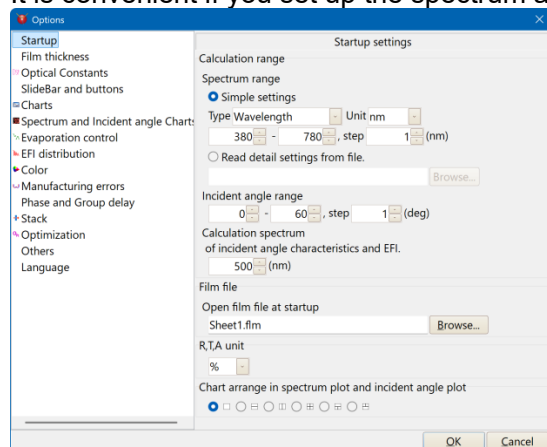 It is convenient if you set up the spectrum a
Options
Startup
Film thickness
Optical Constants
SlideBar and buttons
Charts
Spectrum and Incident angle Charts
Evaporation control
EFI distribution
Color
Manufacturing errors
Phase and Group delay
Stack
Optimization
Others
Language
Startup settings
Calculation range
Spectrum range
Simple settings
Type Wavelength Unit nm
380 - 780 , step 1 (nm)
Read detail settings from file.
Browse...
Incident angle range
0 - 60 , step 1 (deg)
Calculation spectrum
of incident angle characteristics and EFI.
500 (nm)
Film file
Open film file at startup
Sheet1.flm Browse...
R,T,A unit
%
Chart arrange in spectrum plot and incident angle plot
OK Cancel